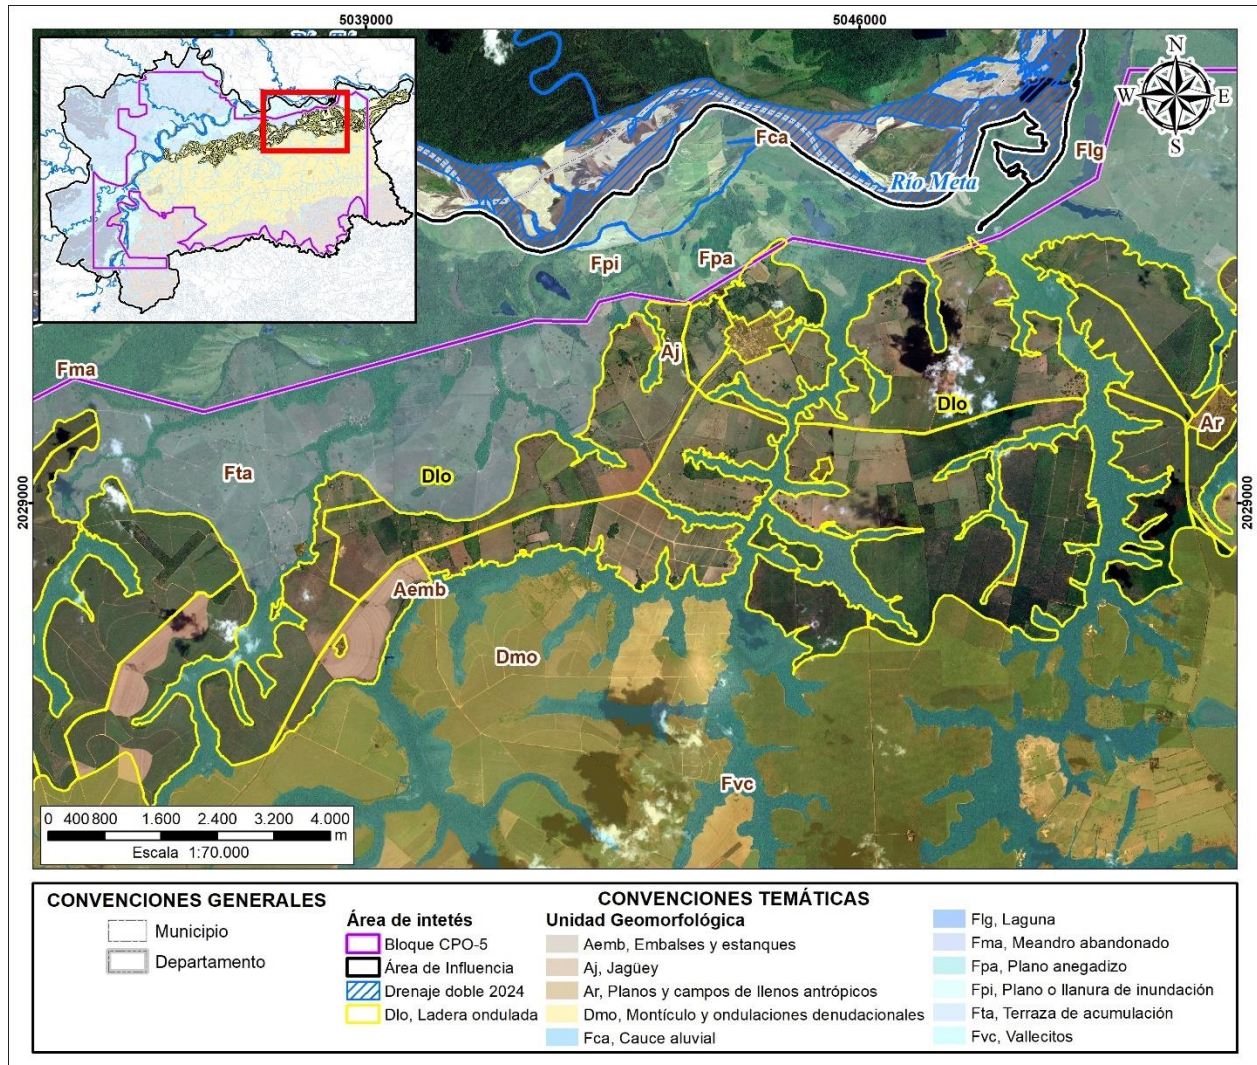 5039000
5046000
N
W E
S
Fca
Flg
Río Meta
Fpi
Fpa
Fma
Aj
Dlo
Ar
Fta
Dlo
2029000
2029000
Aemb
Dmo
Fvc
0 400 800 1.600 2.400 3.200 4.000
m
Escala 1:70.000
CONVENCIONES GENERALES
Municipio
Departamento
CONVENCIONES TEMÁTICAS
Área de intetés
Bloque CPO-5
Área de Influencia
Drenaje doble 2024
Dlo, Ladera ondulada
Unidad Geomorfológica
Aemb, Embalses y estanques
Aj, Jagüey
Ar, Planos y campos de llenos antrópicos
Dmo, Montículo y ondulaciones denudacionales
Fca, Cauce aluvial
Flg, Laguna
Fma, Meandro abandonado
Fpa, Plano anegadizo
Fpi, Plano o llanura de inundación
Fta, Terraza de acumulación
Fvc, Vallecitos